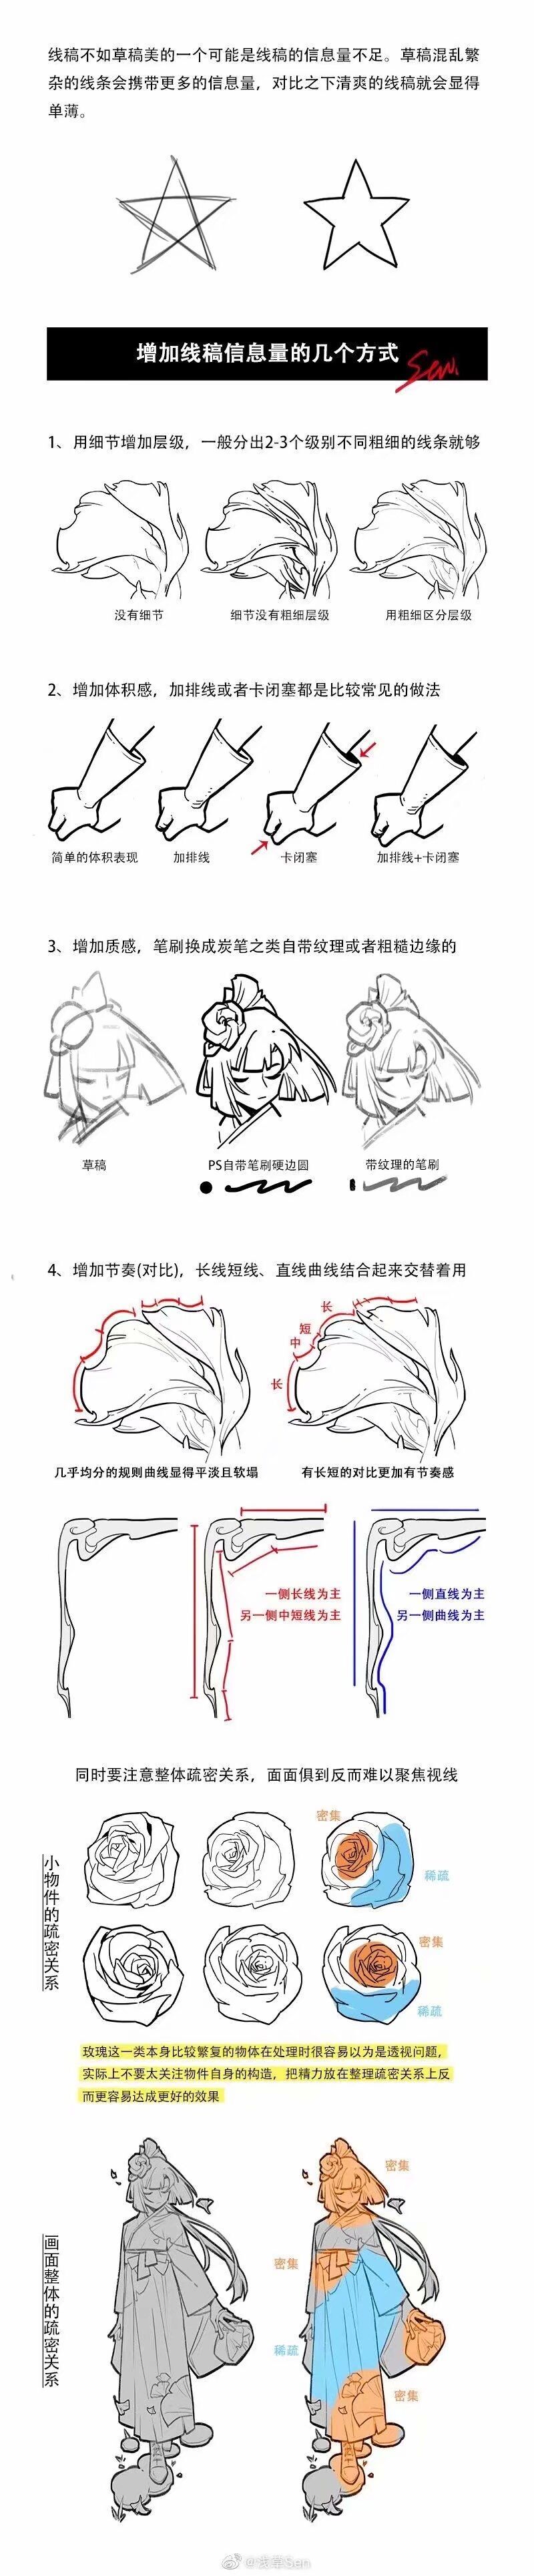 线稿不如草稿美的一个可能是线稿的信息量不足。草稿混乱繁
杂的线条会携带更多的信息量，对比之下清爽的线稿就会显得
单薄。
增加线稿信息量的几个方式
Sen
1、用细节增加层级，一般分出2-3个级别不同粗细的线条就够
没有细节
细节没有粗细层级
用粗细区分层级
2、增加体积感，加排线或者卡闭塞都是比较常见的做法
简单的体积表现
加排线
卡闭塞
加排线+卡闭塞
3、增加质感，笔刷换成炭笔之类自带纹理或者粗糙边缘的
草稿
PS自带笔刷硬边圆
带纹理的笔刷
4、增加节奏(对比)，长线短线、直线曲线结合起来交替着用
长
短
中
长
几乎均分的规则曲线显得平淡且软塌
有长短的对比更加有节奏感
一侧长线为主
另一侧中短线为主
一侧直线为主
另一侧曲线为主
同时要注意整体疏密关系，面面俱到反而难以聚焦视线
小物件的疏密关系
密集
稀疏
密集
稀疏
玫瑰这一类本身比较繁复的物体在处理时很容易以为是透视问题，
实际上不要太关注物件自身的构造，把精力放在整理疏密关系上反
而更容易达成更好的效果
画面整体的疏密关系
密集
密集
稀疏
密集
@浅草Sen